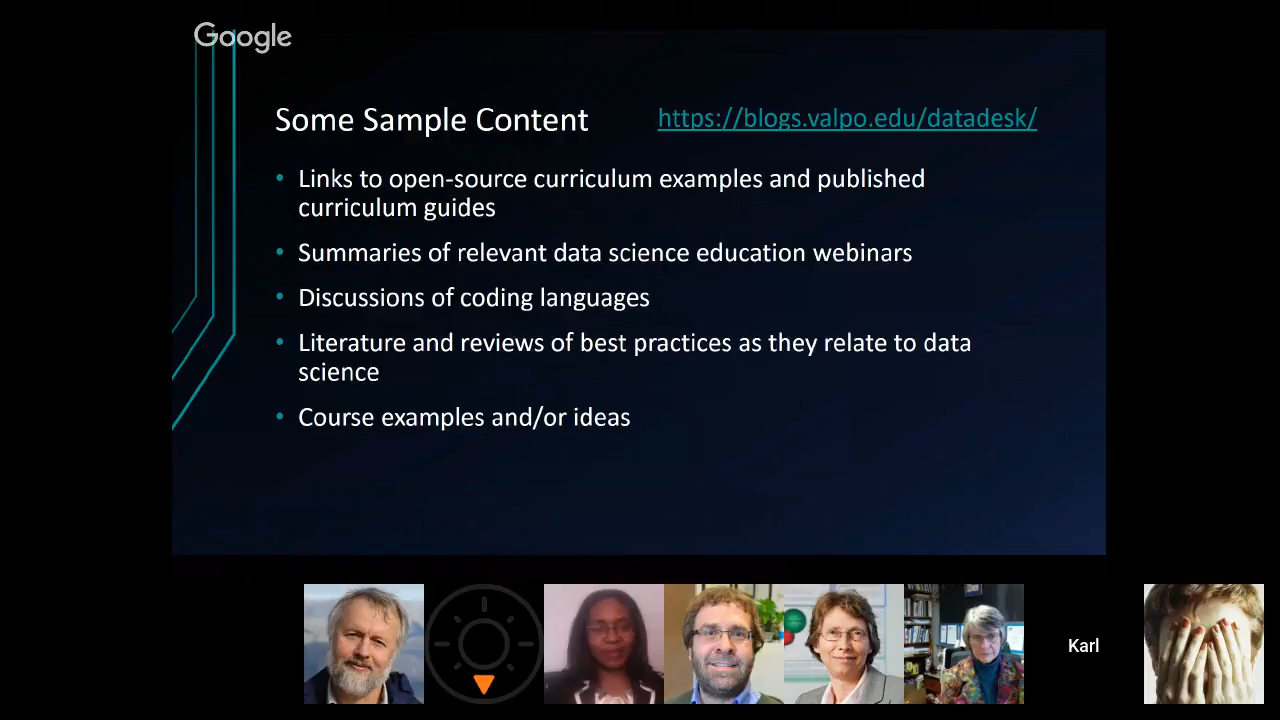 Google
Some Sample Content
https://blogs.valpo.edu/datadesk/
• Links to open-source curriculum examples and published
curriculum guides
• Summaries of relevant data science education webinars
• Discussions of coding languages
• Literature and reviews of best practices as they relate to data
science
• Course examples and/or ideas
Karl